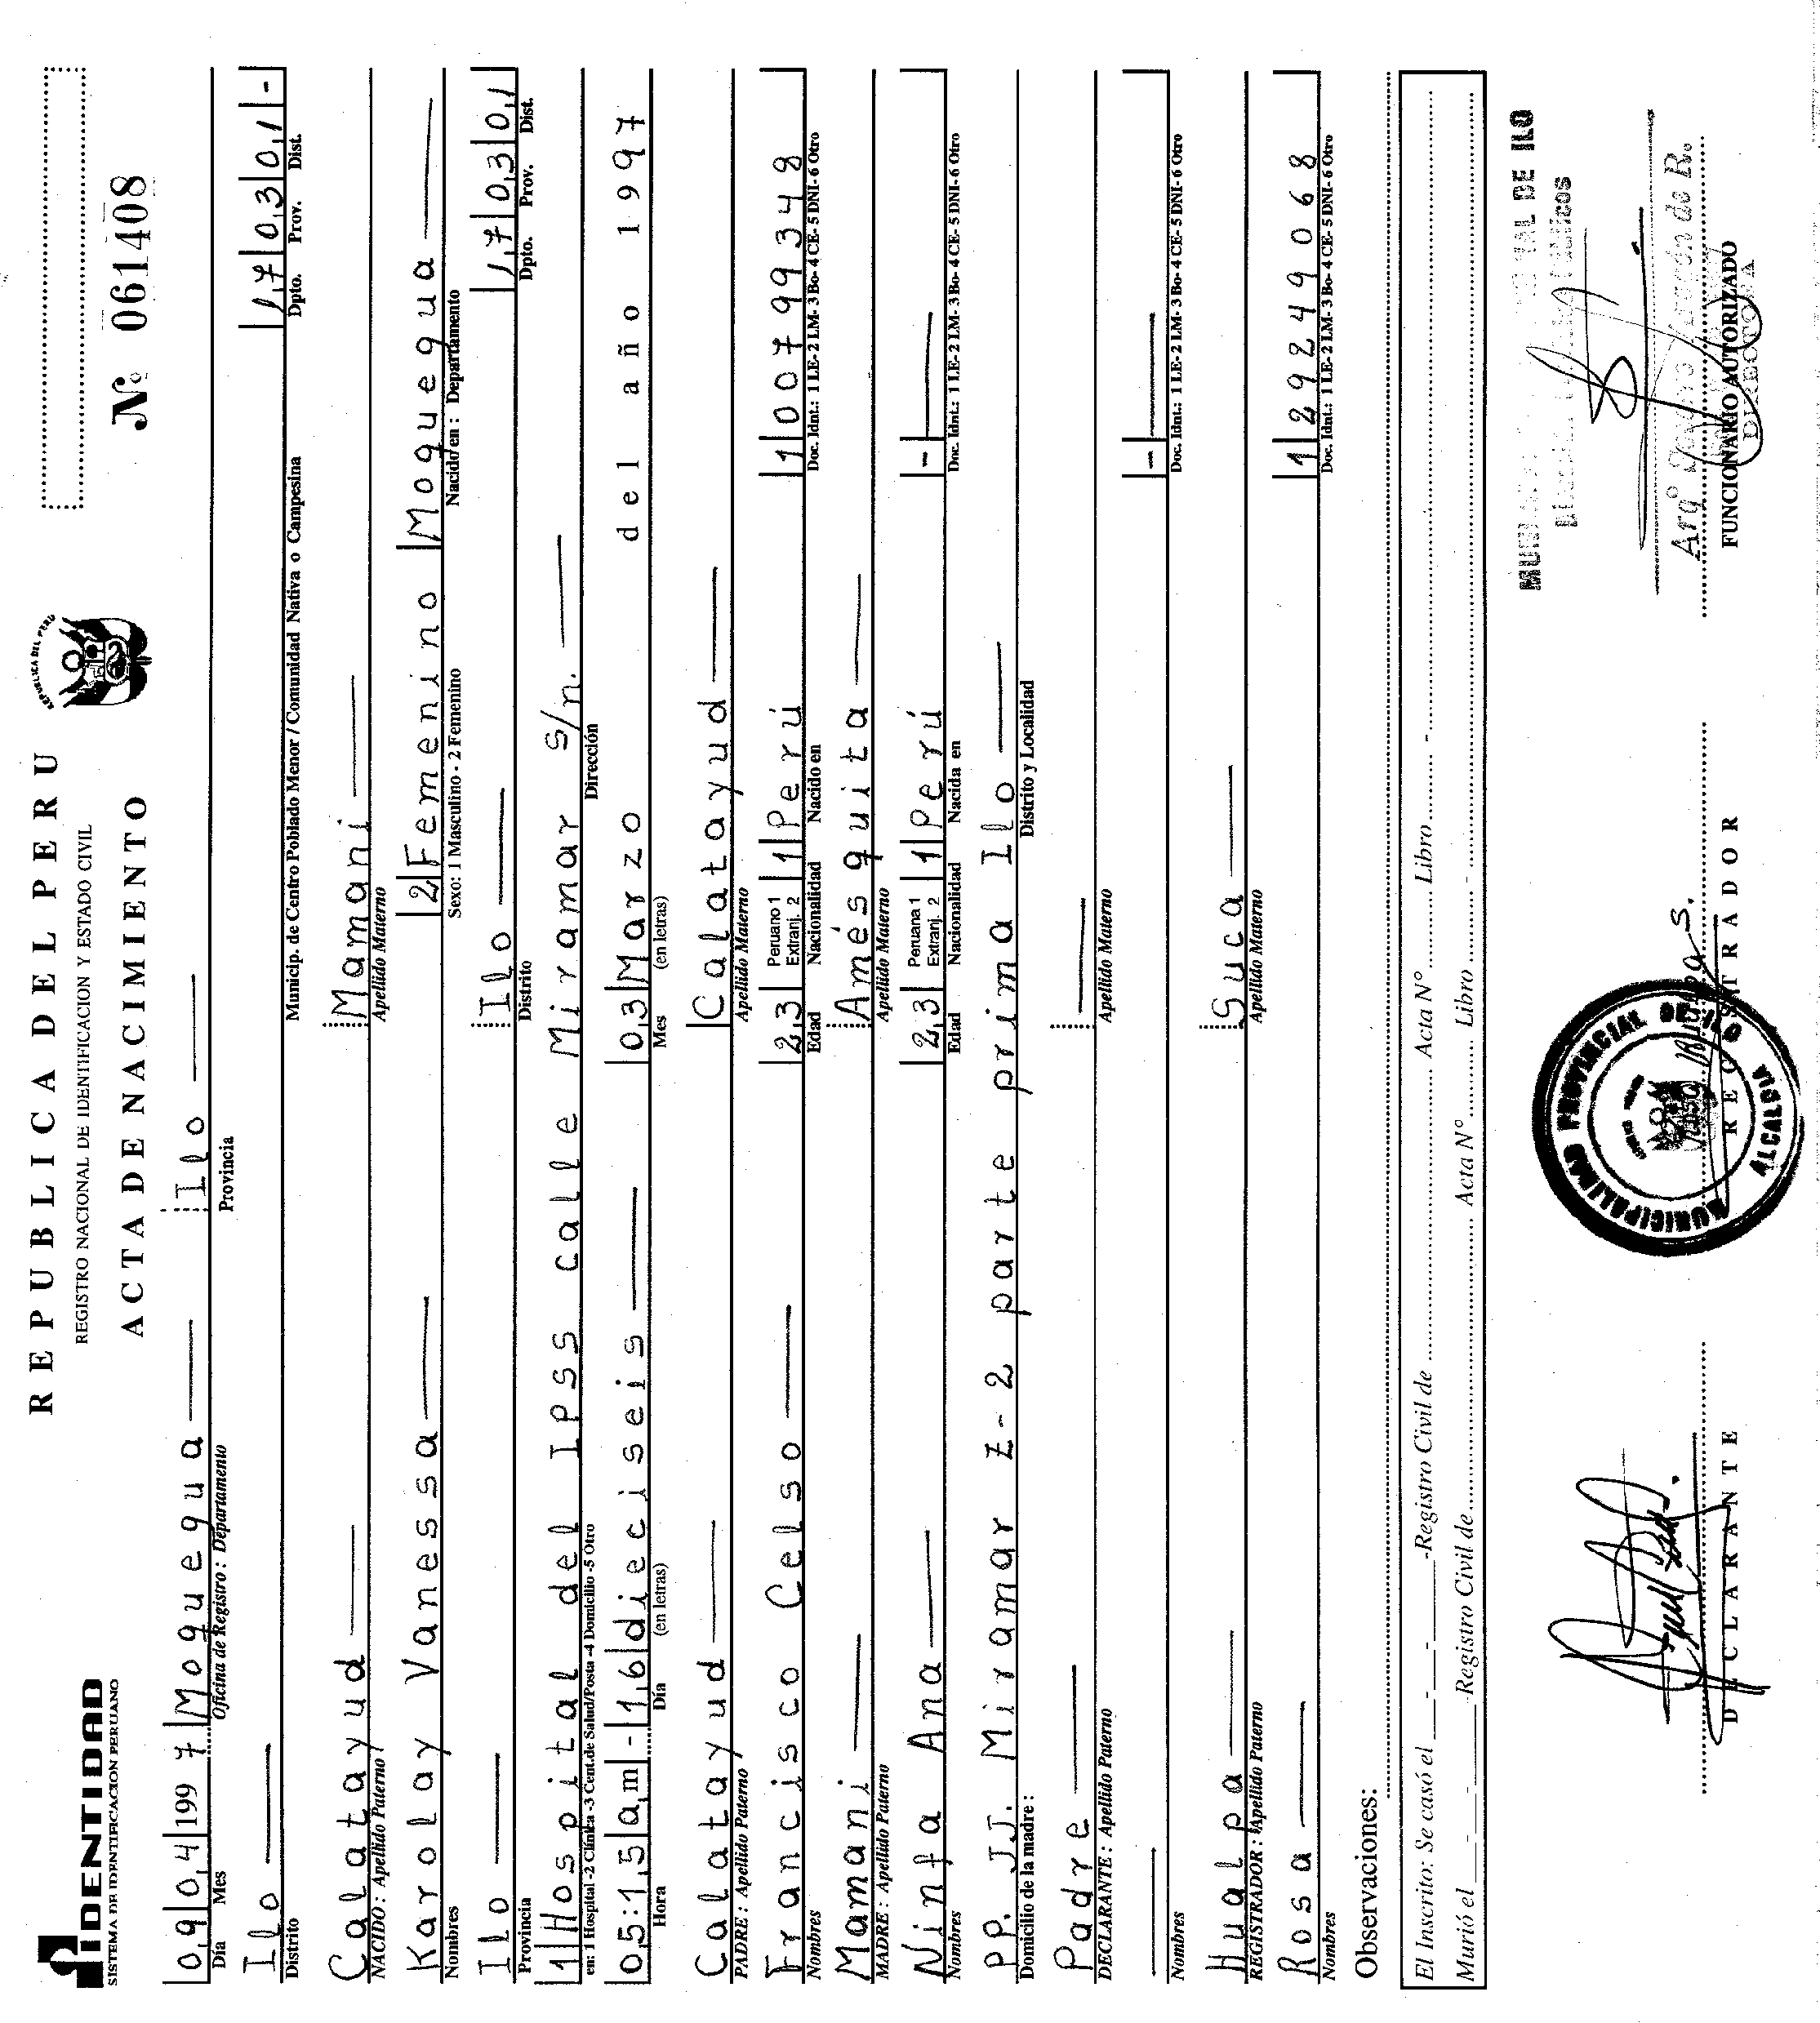 IDENTIDAD
SISTEMA DE IDENTIFICACION PERUANO
REPUBLICA DEL PERU
REGISTRO NACIONAL DE IDENTIFICACION Y ESTADO CIVIL
ACTA DE NACIMIENTO
REPUBLICA DEL PERU
Nº 061408
09 04 1997 Moquegua Ilo
Día Mes Oficina de Registro : Departamento Provincia
Ilo 17 03 01 -
Distrito Municip. de Centro Poblado Menor / Comunidad Nativa o Campesina Dpto. Prov. Dist.
Calatayud Mamani
NACIDO : Apellido Paterno Apellido Materno
Karolay Vanessa 2 Femenino Moquegua
Nombres Sexo: 1 Masculino - 2 Femenino Nacido en : Departamento
Ilo Ilo 17 03 01
Provincia Distrito Dpto. Prov. Dist.
1 Hospital del IPSS calle Miramar s/n.
en: 1 Hospital -2 Clínica -3 Cent.de Salud/Posta -4 Domicilio -5 Otro Dirección
05:15 am - 16 dieciseis 03 Marzo del año 1997
Hora Día (en letras) Mes (en letras)
Calatayud Calatayud
PADRE : Apellido Paterno Apellido Materno
Francisco Celso 23 Peruano 1 Extranj. 2 1 Perú 1 00799348
Nombres Edad Nacionalidad Nacido en Doc. Idnt.: 1 LE- 2 LM- 3 Bo- 4 CE- 5 DNI- 6 Otro
Mamani Amésquita
MADRE : Apellido Paterno Apellido Materno
Ninfa Ana 23 Peruana 1 Extranj. 2 1 Perú -
Nombres Edad Nacionalidad Nacida en Doc. Idnt.: 1 LE- 2 LM- 3 Bo- 4 CE- 5 DNI- 6 Otro
PP. JJ. Miramar Z-2 parte prima Ilo
Domicilio de la madre : Distrito y Localidad
Padre
DECLARANTE : Apellido Paterno Apellido Materno
-
Nombres Doc. Idnt.: 1 LE- 2 LM- 3 Bo- 4 CE- 5 DNI- 6 Otro
Hualpa Suca
REGISTRADOR : Apellido Paterno Apellido Materno
Rosa 1 29249068
Nombres Doc. Idnt.: 1 LE- 2 LM- 3 Bo- 4 CE- 5 DNI- 6 Otro
Observaciones:
El Inscrito: Se casó el - - - Registro Civil de Acta Nº Libro -
Murió el - - Registro Civil de Acta Nº Libro -
MUNICIPALIDAD PROVINCIAL DE ILO
ALCALDIA
DE ILO
DIRECTORA
DECLARANTE REGISTRADOR FUNCIONARIO AUTORIZADO